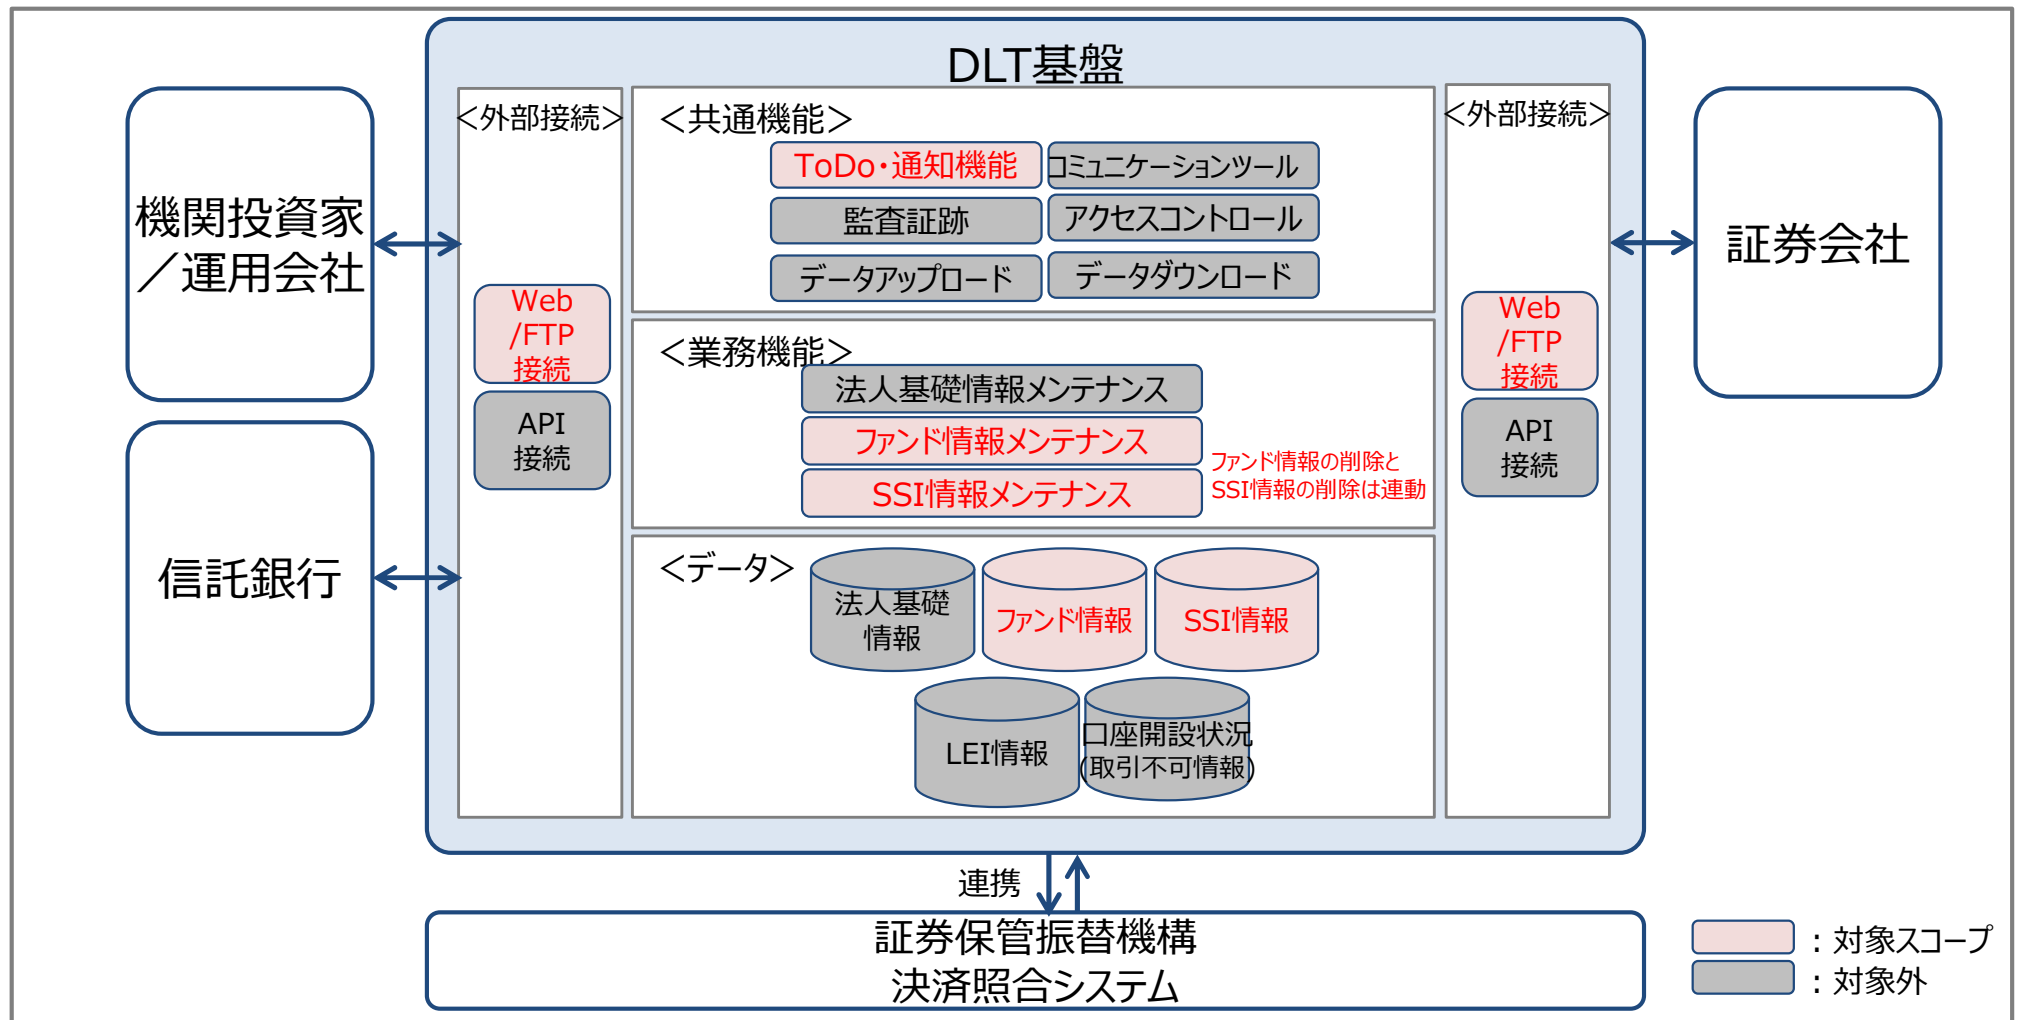 DLT基盤
機関投資家
／運用会社
信託銀行
＜外部接続＞
Web
/FTP
接続
API
接続
＜共通機能＞
ToDo・通知機能
コミュニケーションツール
監査証跡
アクセスコントロール
データアップロード
データダウンロード
＜業務機能＞
法人基礎情報メンテナンス
ファンド情報メンテナンス
SSI情報メンテナンス
ファンド情報の削除と
SSI情報の削除は連動
＜データ＞
法人基礎
情報
ファンド情報
SSI情報
LEI情報
口座開設状況
(取引不可情報)
＜外部接続＞
Web
/FTP
接続
API
接続
証券会社
連携
証券保管振替機構
決済照合システム
：対象スコープ
：対象外